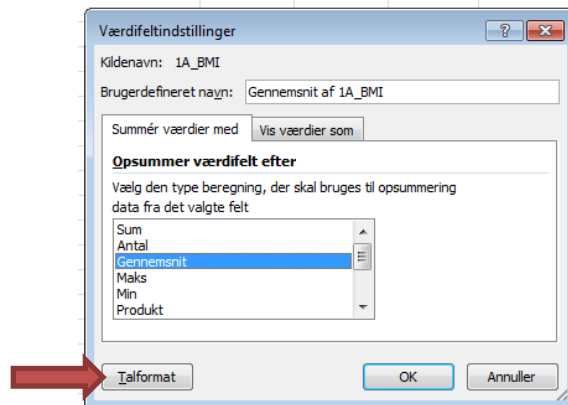 Værdifeltindstillinger
Kildenavn: 1A_BMI
Brugerdefineret navn: Gennemsnit af 1A_BMI
Summér værdier med Vis værdier som
Opsummer værdifelt efter
Vælg den type beregning, der skal bruges til opsummering
data fra det valgte felt
Sum
Antal
Gennemsnit
Maks
Min
Produkt
Talformat OK Annuller